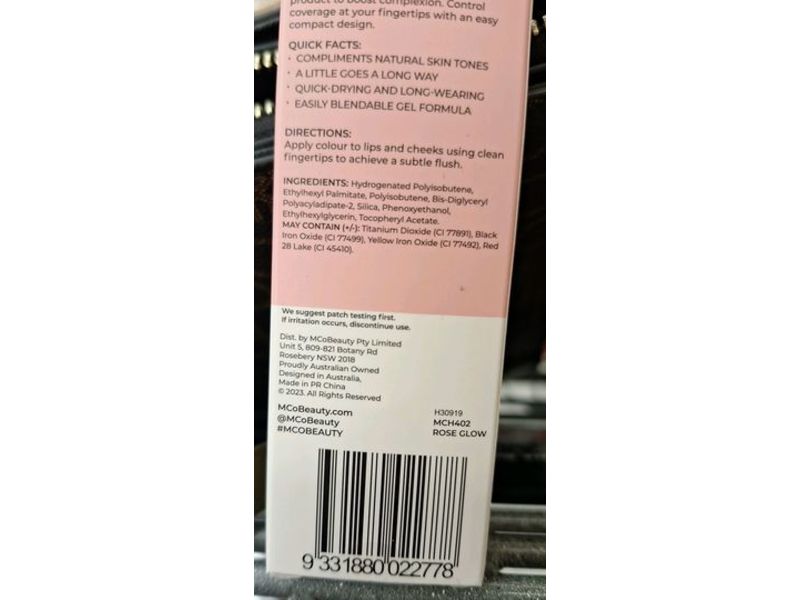 product to boost complexion. Control
coverage at your fingertips with an easy
compact design.
QUICK FACTS:
• COMPLIMENTS NATURAL SKIN TONES
• A LITTLE GOES A LONG WAY
• QUICK-DRYING AND LONG-WEARING
• EASILY BLENDABLE GEL FORMULA
DIRECTIONS:
Apply colour to lips and cheeks using clean
fingertips to achieve a subtle flush.
INGREDIENTS: Hydrogenated Polyisobutene,
Ethylhexyl Palmitate, Polyisobutene, Bis-Diglyceryl
Polyacyladipate-2, Silica, Phenoxyethanol,
Ethylhexylglycerin, Tocopheryl Acetate.
MAY CONTAIN (+/-): Titanium Dioxide (CI 77891), Black
Iron Oxide (CI 77499), Yellow Iron Oxide (CI 77492), Red
28 Lake (CI 45410).
We suggest patch testing first.
If irritation occurs, discontinue use.
Dist. by MCoBeauty Pty Limited
Unit 5, 809-821 Botany Rd
Rosebery NSW 2018
Proudly Australian Owned
Designed in Australia,
Made in PR China
© 2023. All Rights Reserved
MCoBeauty.com
@MCoBeauty
#MCOBEAUTY
H30919
MCH402
ROSE GLOW
9 331880 022778